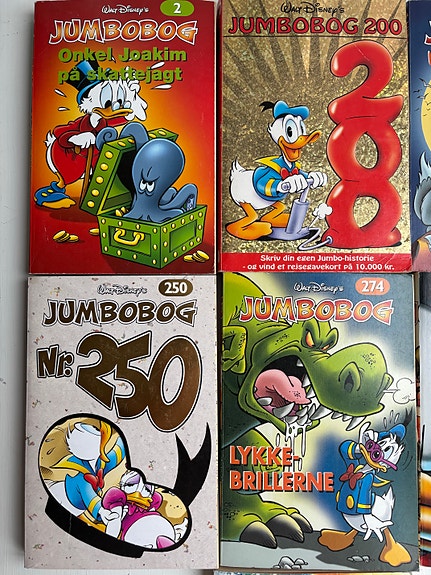 Walt Disney's
2
JUMBOBOG
Onkel Joakim
på skattejagt
Walt Disney's
JUMBOBOG 200
200
Skriv din egen Jumbo-historie
- og vind et rejsegavekort på 10.000 kr.
Walt Disney's
250
JUMBOBOG
Nr. 250
Walt Disney's
274
JUMBOBOG
LYKKE-
BRILLERNE